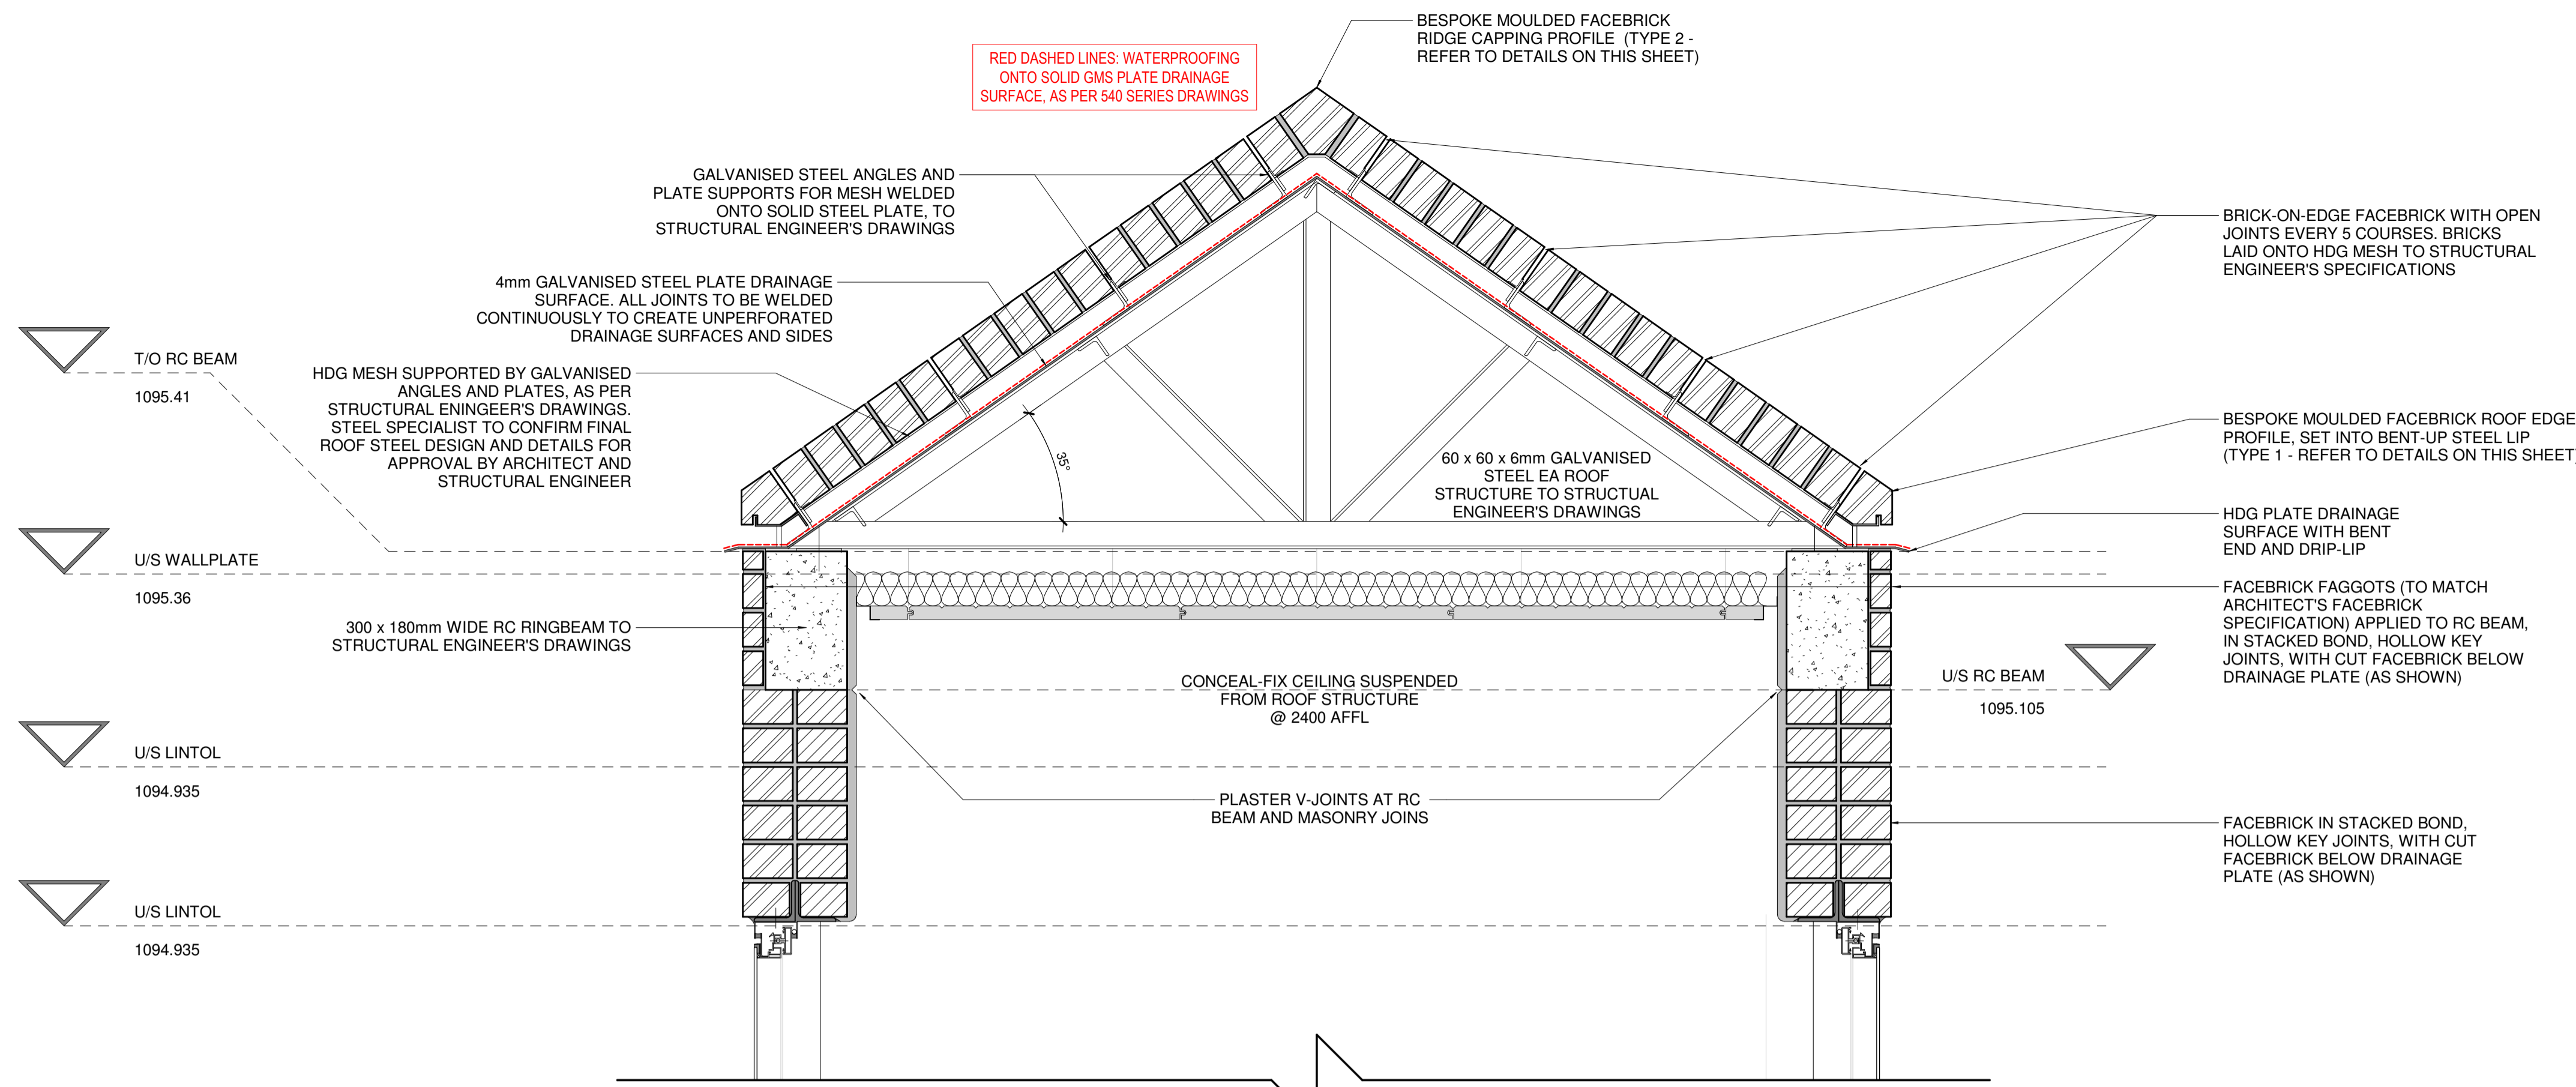 BESPOKE MOULDED FACEBRICK
RIDGE CAPPING PROFILE (TYPE 2 -
REFER TO DETAILS ON THIS SHEET)
RED DASHED LINES: WATERPROOFING
ONTO SOLID GMS PLATE DRAINAGE
SURFACE, AS PER 540 SERIES DRAWINGS
GALVANISED STEEL ANGLES AND
PLATE SUPPORTS FOR MESH WELDED
ONTO SOLID STEEL PLATE, TO
STRUCTURAL ENGINEER'S DRAWINGS
4mm GALVANISED STEEL PLATE DRAINAGE
SURFACE. ALL JOINTS TO BE WELDED
CONTINUOUSLY TO CREATE UNPERFORATED
DRAINAGE SURFACES AND SIDES
T/O RC BEAM
1095.41
HDG MESH SUPPORTED BY GALVANISED
ANGLES AND PLATES, AS PER
STRUCTURAL ENINGEER'S DRAWINGS.
STEEL SPECIALIST TO CONFIRM FINAL
ROOF STEEL DESIGN AND DETAILS FOR
APPROVAL BY ARCHITECT AND
STRUCTURAL ENGINEER
U/S WALLPLATE
1095.36
300 x 180mm WIDE RC RINGBEAM TO
STRUCTURAL ENGINEER'S DRAWINGS
U/S LINTOL
1094.935
U/S LINTOL
1094.935
35°
60 x 60 x 6mm GALVANISED
STEEL EA ROOF
STRUCTURE TO STRUCTUAL
ENGINEER'S DRAWINGS
CONCEAL-FIX CEILING SUSPENDED
FROM ROOF STRUCTURE
@ 2400 AFFL
PLASTER V-JOINTS AT RC
BEAM AND MASONRY JOINS
BRICK-ON-EDGE FACEBRICK WITH OPEN
JOINTS EVERY 5 COURSES. BRICKS
LAID ONTO HDG MESH TO STRUCTURAL
ENGINEER'S SPECIFICATIONS
BESPOKE MOULDED FACEBRICK ROOF EDGE
PROFILE, SET INTO BENT-UP STEEL LIP
(TYPE 1 - REFER TO DETAILS ON THIS SHEET)
HDG PLATE DRAINAGE
SURFACE WITH BENT
END AND DRIP-LIP
FACEBRICK FAGGOTS (TO MATCH
ARCHITECT'S FACEBRICK
SPECIFICATION) APPLIED TO RC BEAM,
IN STACKED BOND, HOLLOW KEY
JOINTS, WITH CUT FACEBRICK BELOW
DRAINAGE PLATE (AS SHOWN)
U/S RC BEAM
1095.105
FACEBRICK IN STACKED BOND,
HOLLOW KEY JOINTS, WITH CUT
FACEBRICK BELOW DRAINAGE
PLATE (AS SHOWN)